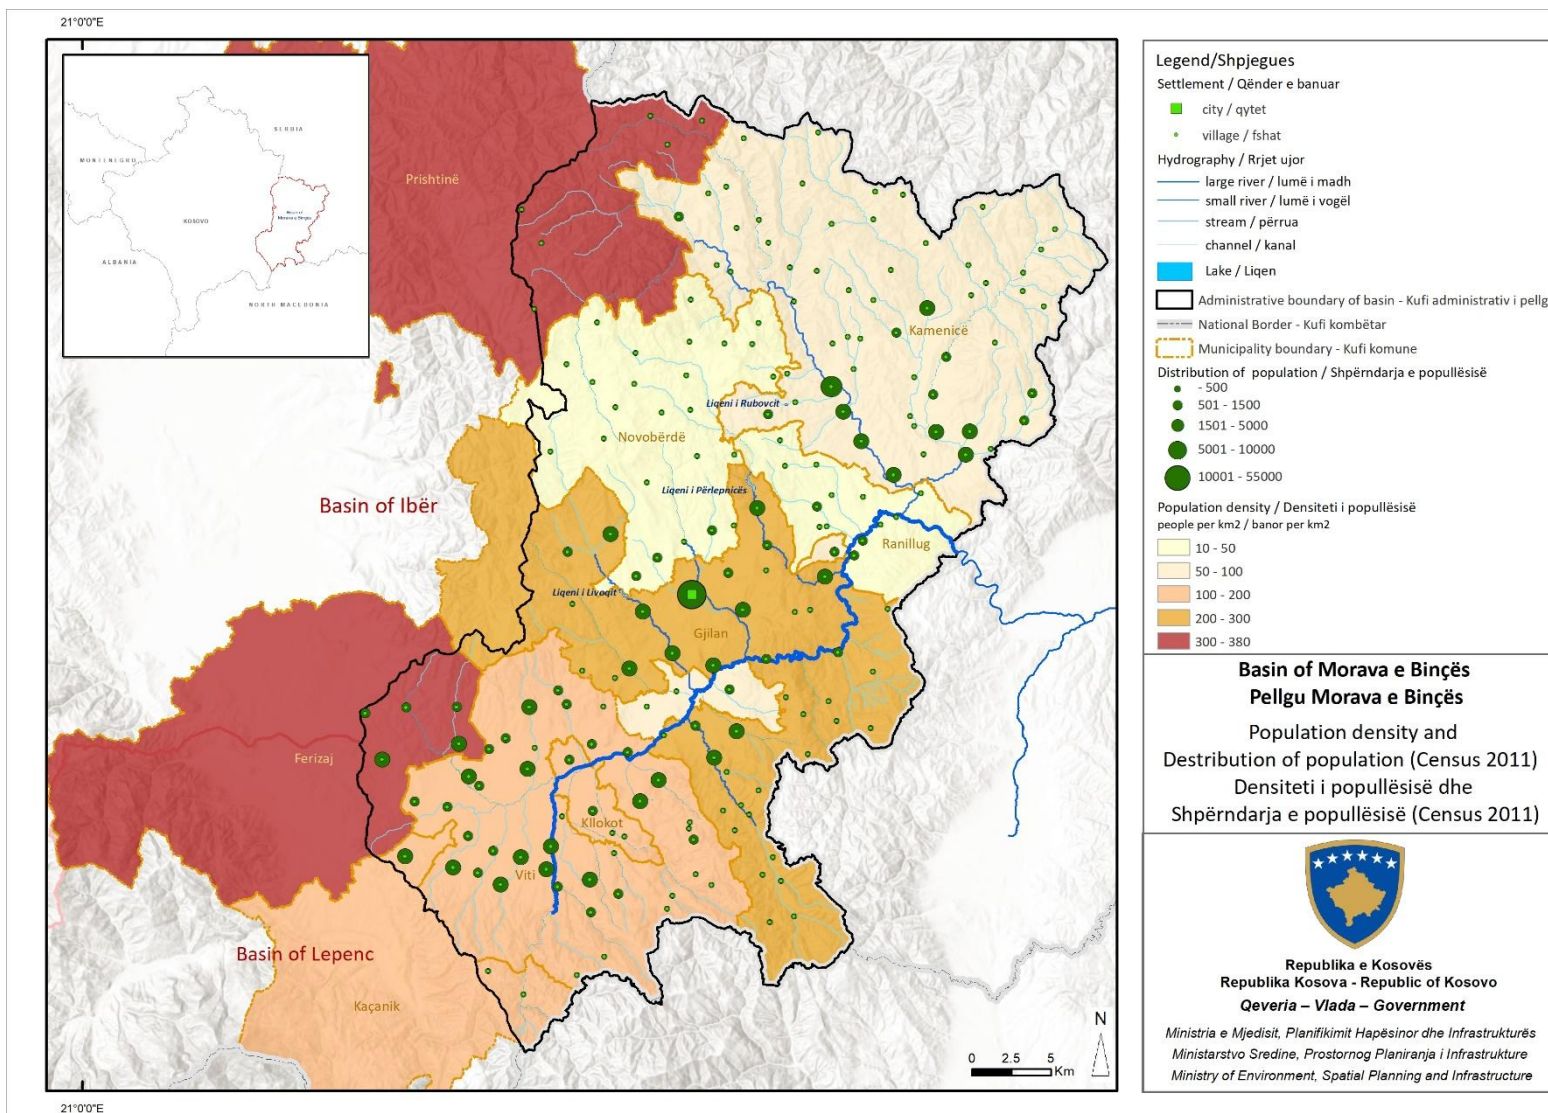 21°0'0"E
SERBIA
MONTENEGRO
KOSOVO
Morava e Binçës
ALBANIA
NORTH MACEDONIA
Prishtinë
Kamenicë
Liqeni i Rubovcit
Novobërdë
Liqeni i Përlepnicës
Basin of Ibër
Ranillug
Liqeni i Livoqit
Gjilan
Ferizaj
Kllokot
Viti
Basin of Lepenc
Kaçanik
N
0 2.5 5
Km
21°0'0"E
Legend/Shpjegues
Settlement / Qënder e banuar
city / qytet
village / fshat
Hydrography / Rrjet ujor
large river / lumë i madh
small river / lumë i vogël
stream / përrua
channel / kanal
Lake / Liqen
Administrative boundary of basin - Kufi administrativ i pellg
National Border - Kufi kombëtar
Municipality boundary - Kufi komune
Distribution of population / Shpërndarja e popullësisë
- 500
501 - 1500
1501 - 5000
5001 - 10000
10001 - 55000
Population density / Densiteti i popullësisë
people per km2 / banor per km2
10 - 50
50 - 100
100 - 200
200 - 300
300 - 380
Basin of Morava e Binçës
Pellgu Morava e Binçës
Population density and
Destribution of population (Census 2011)
Densiteti i popullësisë dhe
Shpërndarja e popullësisë (Census 2011)
Republika e Kosovës
Republika Kosova - Republic of Kosovo
Qeveria – Vlada – Government
Ministria e Mjedisit, Planifikimit Hapësinor dhe Infrastrukturës
Ministarstvo Sredine, Prostornog Planiranja i Infrastrukture
Ministry of Environment, Spatial Planning and Infrastructure